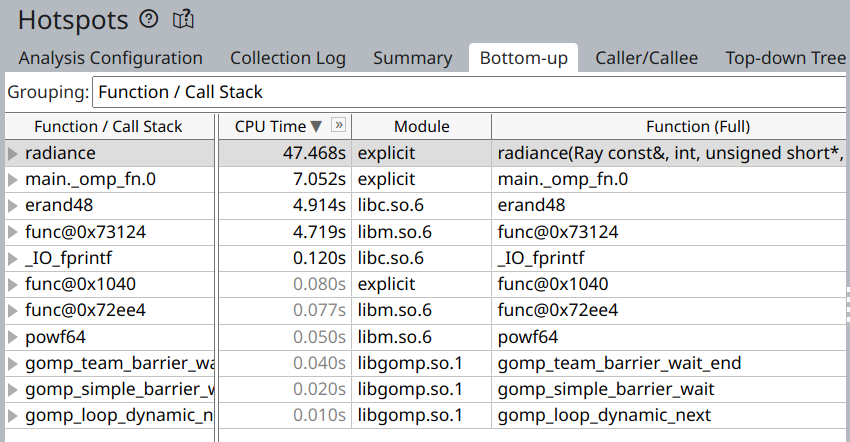 Hotspots
Analysis Configuration Collection Log Summary Bottom-up Caller/Callee Top-down Tree
Grouping: Function / Call Stack
Function / Call Stack CPU Time ▼ » Module Function (Full)
radiance 47.468s explicit radiance(Ray const&, int, unsigned short*,
main._omp_fn.0 7.052s explicit main._omp_fn.0
erand48 4.914s libc.so.6 erand48
func@0x73124 4.719s libm.so.6 func@0x73124
_IO_fprintf 0.120s libc.so.6 _IO_fprintf
func@0x1040 0.080s explicit func@0x1040
func@0x72ee4 0.077s libm.so.6 func@0x72ee4
powf64 0.050s libm.so.6 powf64
gomp_team_barrier_wa 0.040s libgomp.so.1 gomp_team_barrier_wait_end
gomp_simple_barrier_w 0.020s libgomp.so.1 gomp_simple_barrier_wait
gomp_loop_dynamic_n 0.010s libgomp.so.1 gomp_loop_dynamic_next